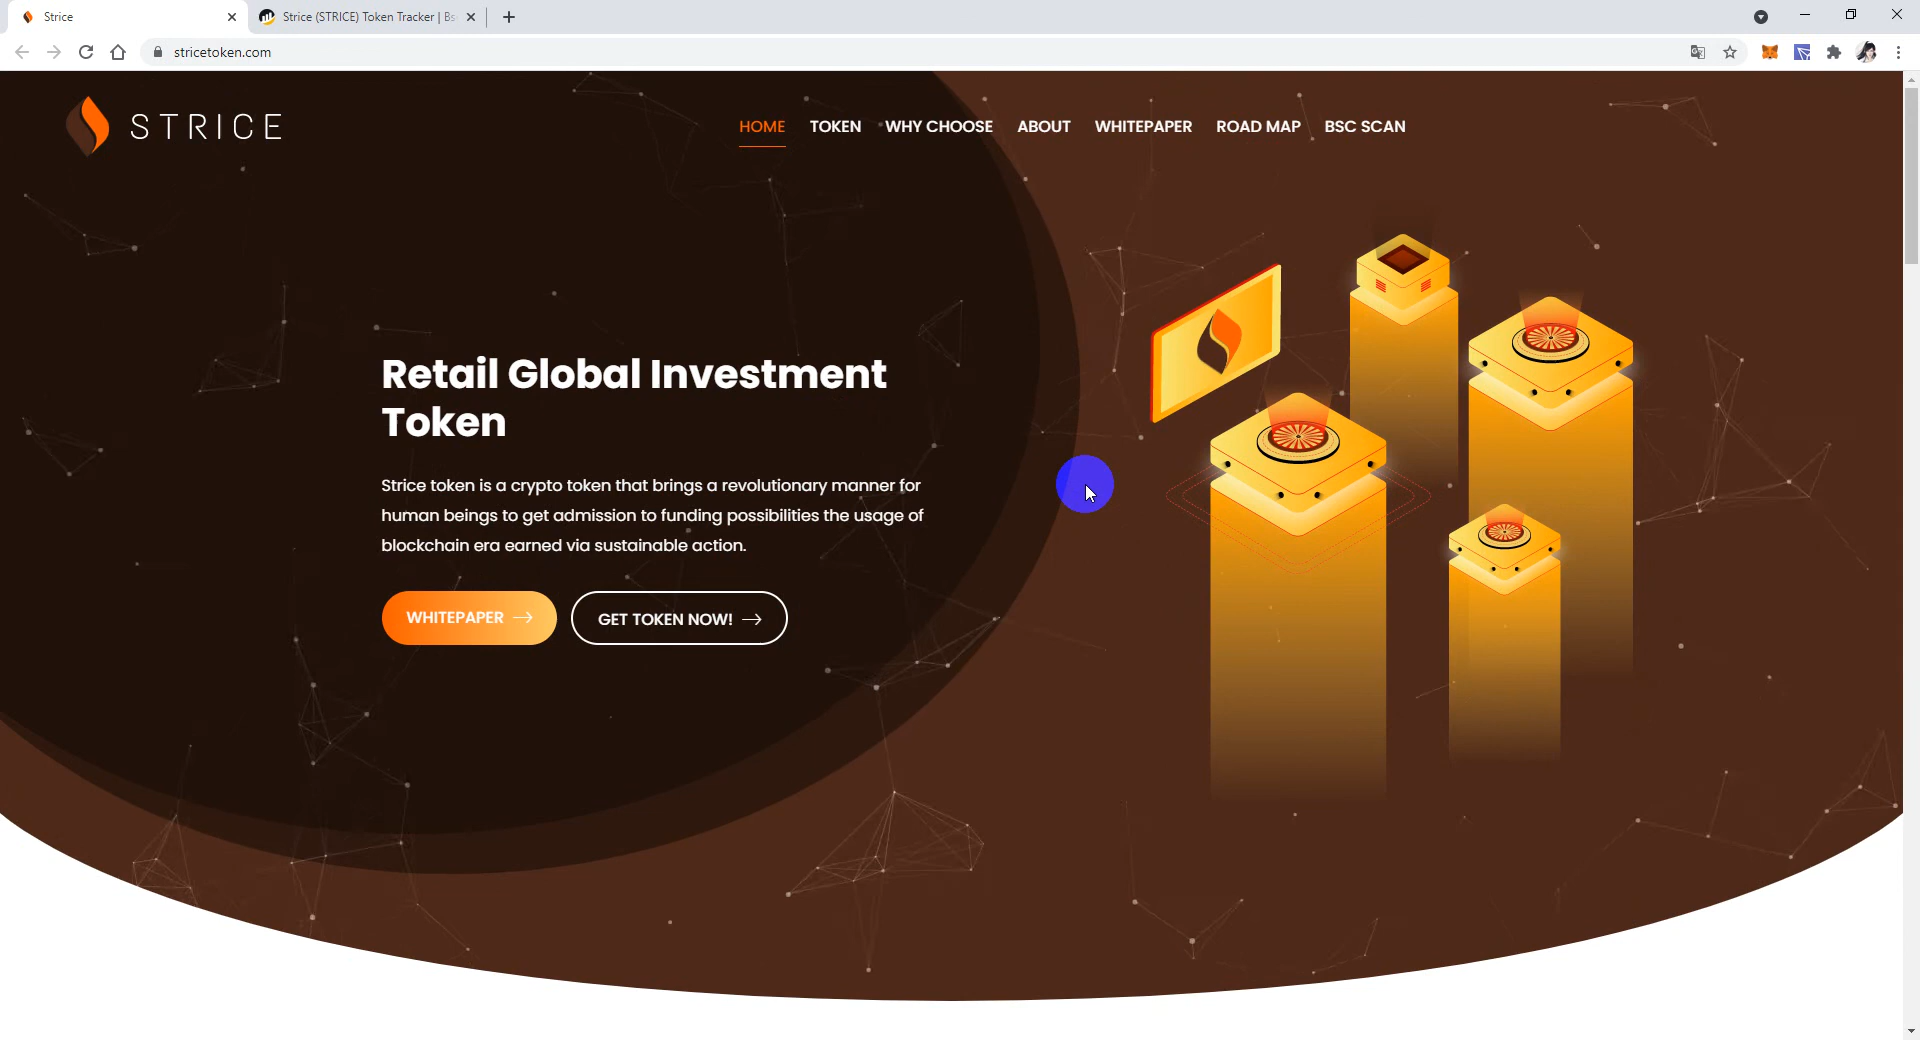 Strice
Strice (STRICE) Token Tracker | Bs
stricetoken.com
STRICE
HOME TOKEN WHY CHOOSE ABOUT WHITEPAPER ROAD MAP BSC SCAN
Retail Global Investment
Token
Strice token is a crypto token that brings a revolutionary manner for
human beings to get admission to funding possibilities the usage of
blockchain era earned via sustainable action.
WHITEPAPER
GET TOKEN NOW!